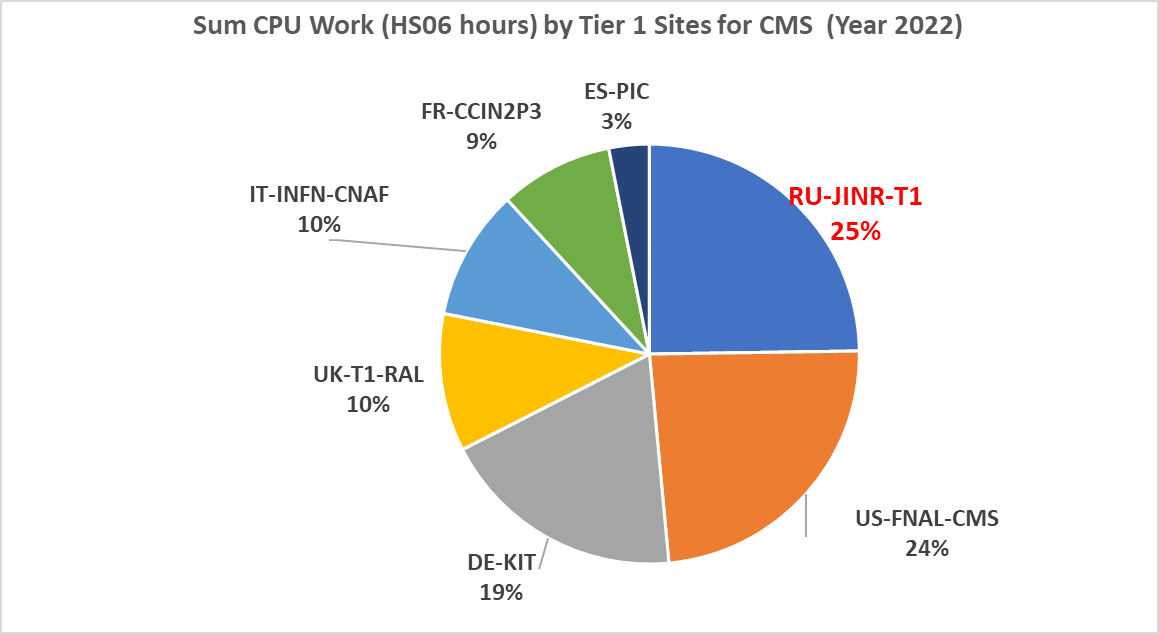 Sum CPU Work (HS06 hours) by Tier 1 Sites for CMS  (Year 2022)
ES-PIC
3%
FR-CCIN2P3
9%
IT-INFN-CNAF
10%
RU-JINR-T1
25%
UK-T1-RAL
10%
US-FNAL-CMS
24%
DE-KIT
19%